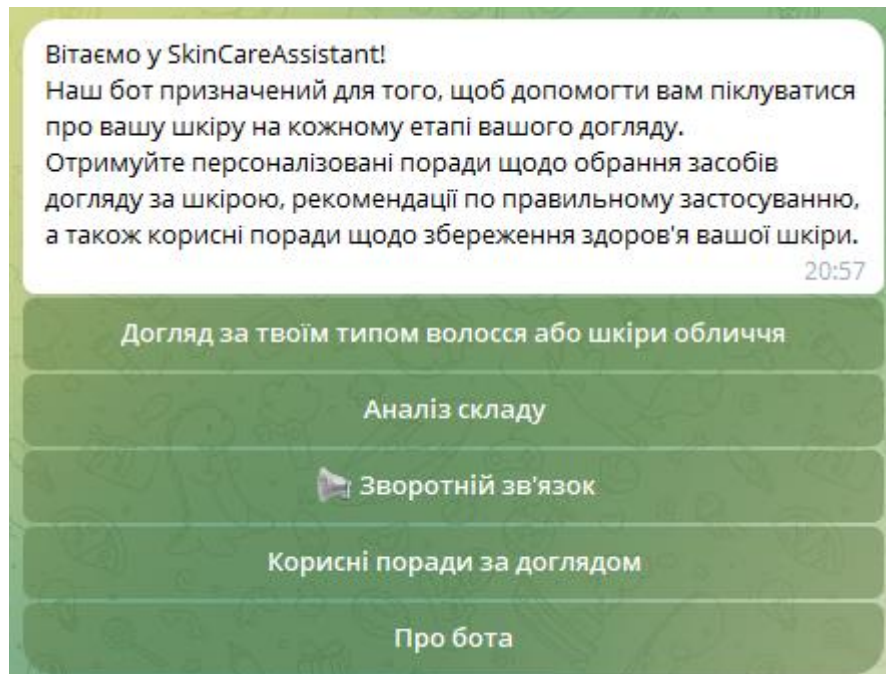 Вітаємо у SkinCareAssistant!
Наш бот призначений для того, щоб допомогти вам піклуватися
про вашу шкіру на кожному етапі вашого догляду.
Отримуйте персоналізовані поради щодо обрання засобів
догляду за шкірою, рекомендації по правильному застосуванню,
а також корисні поради щодо збереження здоров'я вашої шкіри.
20:57
Догляд за твоїм типом волосся або шкіри обличчя
Аналіз складу
Зворотній зв'язок
Корисні поради за доглядом
Про бота